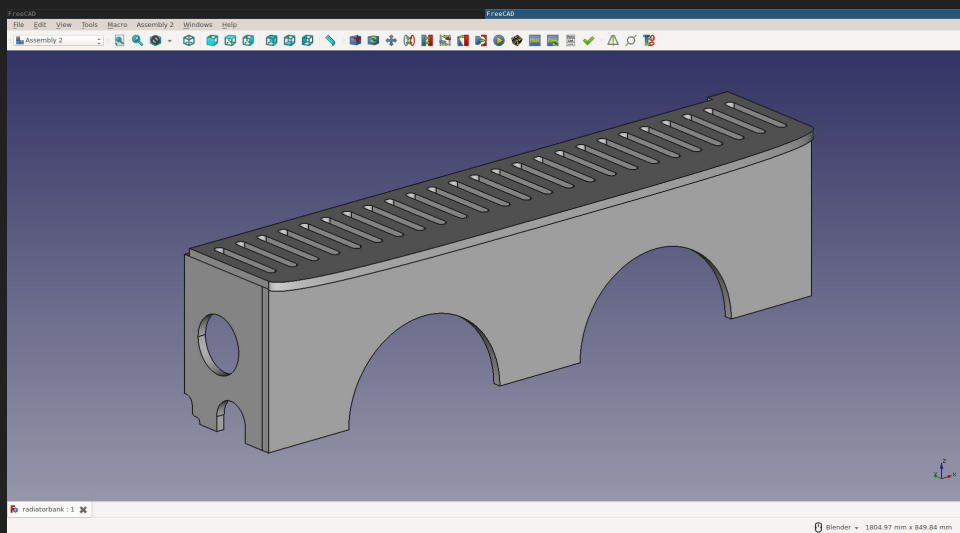 FreeCAD
FreeCAD
File Edit View Tools Macro Assembly 2 Windows Help
Assembly 2
z
y x
radiatorbank : 1
Blender 1804.97 mm x 849.84 mm